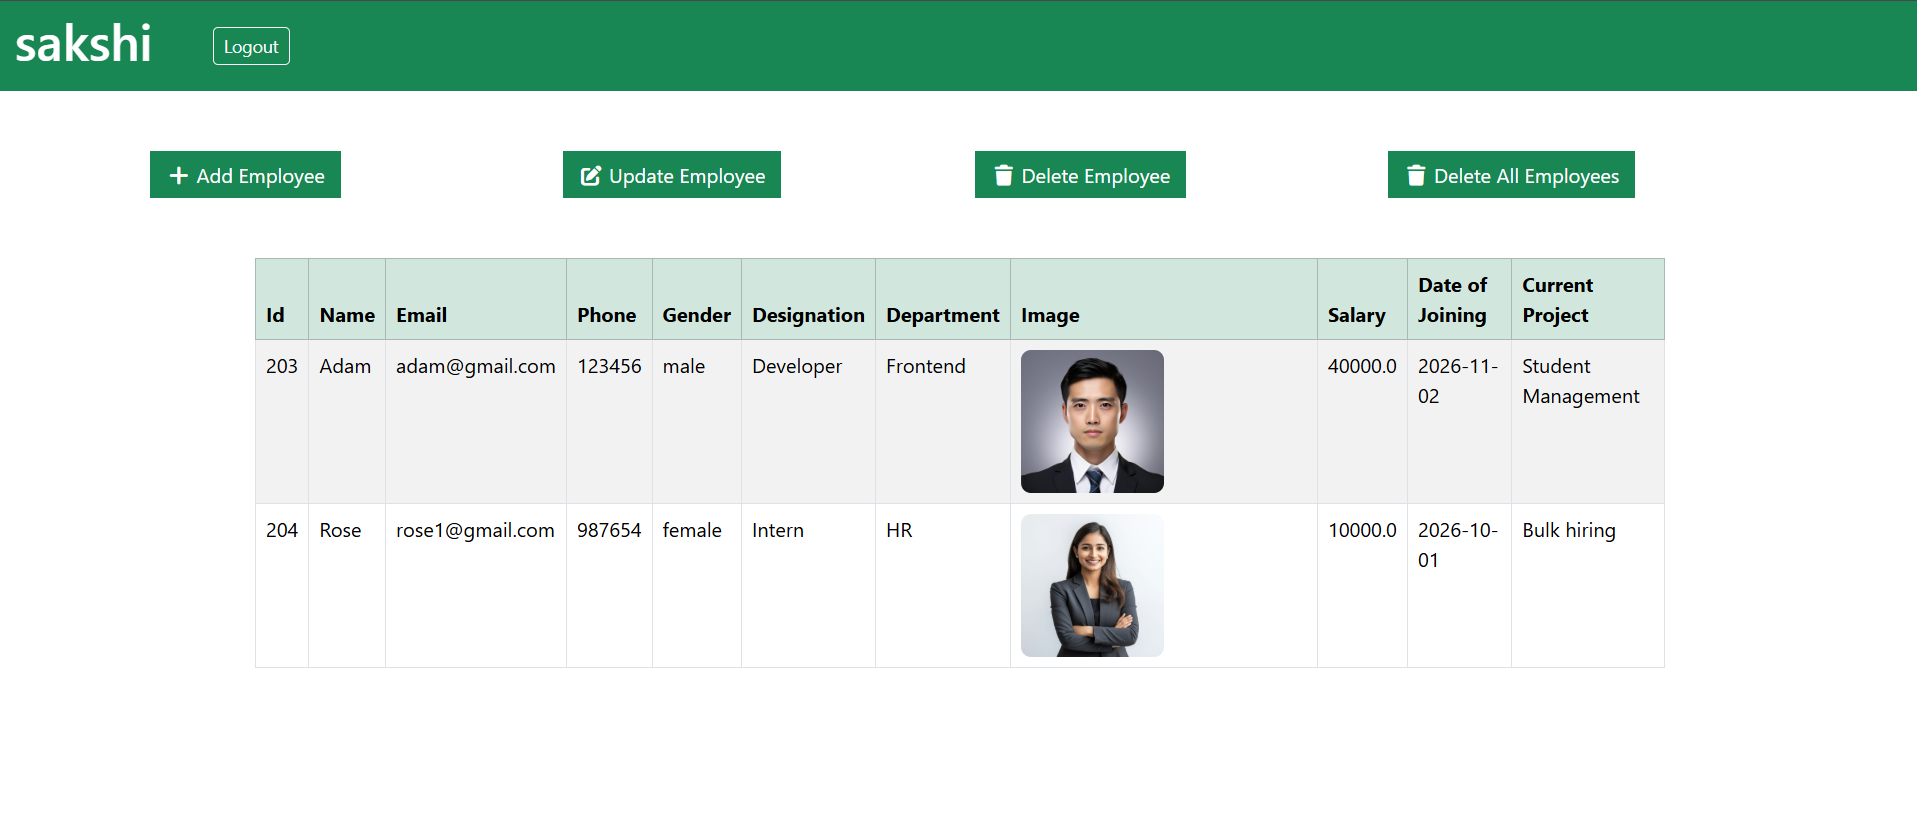 sakshi Logout
Add Employee Update Employee Delete Employee Delete All Employees
Id Name Email Phone Gender Designation Department Image Salary Date of Joining Current Project
203 Adam adam@gmail.com 123456 male Developer Frontend 40000.0 2026-11-02 Student Management
204 Rose rose1@gmail.com 987654 female Intern HR 10000.0 2026-10-01 Bulk hiring